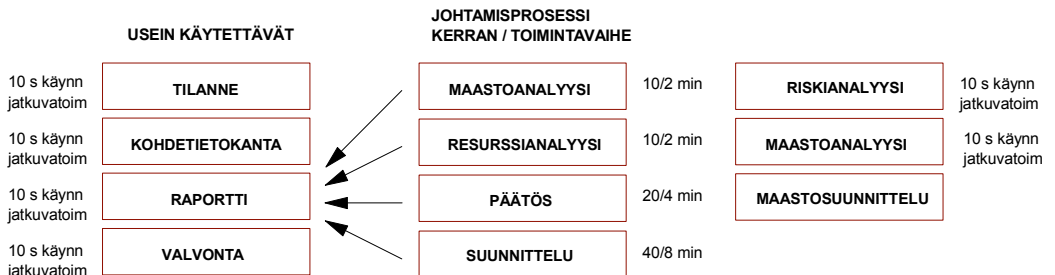 USEIN KÄYTETTÄVÄT
JOHTAMISPROSESSI
KERRAN / TOIMINTAVAIHE
10 s käynn
jatkuvatoim
TILANNE
MAASTOANALYYSI
10/2 min
RISKIANALYYSI
10 s käynn
jatkuvatoim
10 s käynn
jatkuvatoim
KOHDETIETOKANTA
RESURSSIANALYYSI
10/2 min
MAASTOANALYYSI
10 s käynn
jatkuvatoim
10 s käynn
jatkuvatoim
RAPORTTI
PÄÄTÖS
20/4 min
MAASTOSUUNNITTELU
10 s käynn
jatkuvatoim
VALVONTA
SUUNNITTELU
40/8 min